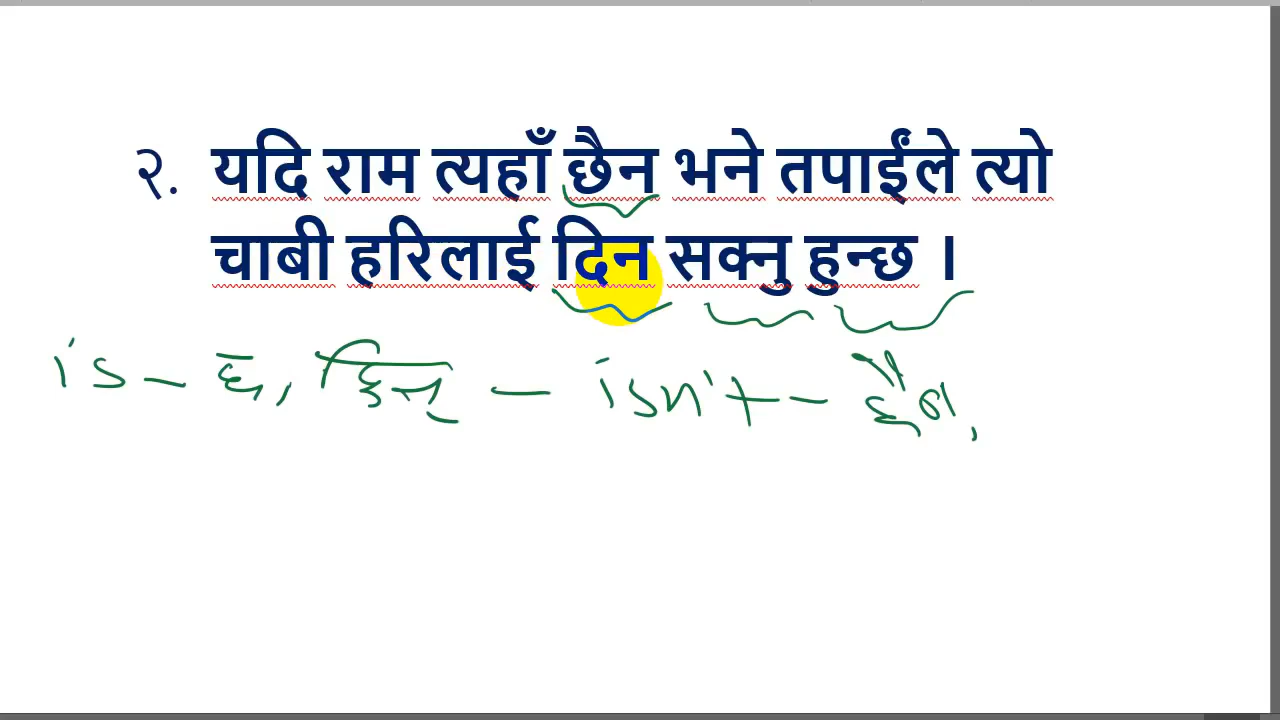 २. यदि राम त्यहाँ छैन भने तपाईंले त्यो
चाबी हरिलाई दिन सक्नु हुन्छ ।
is - छ, हुन् - isn't - छैन,